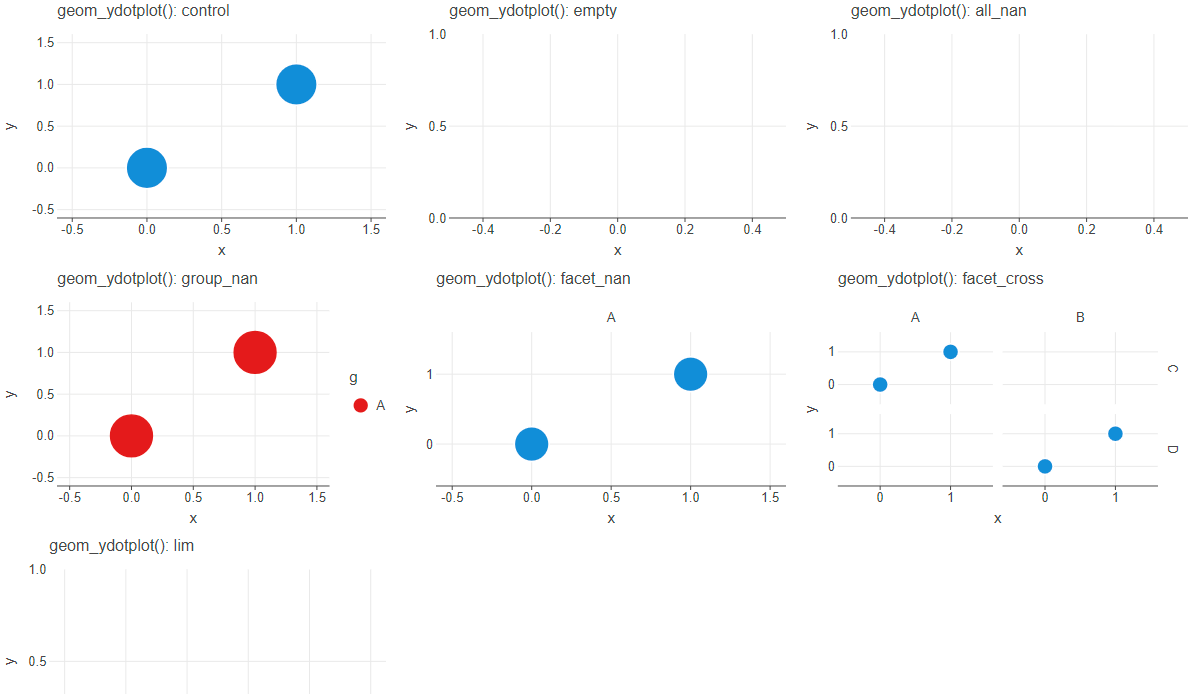 geom_ydotplot(): control
1.5
1.0
0.5
0.0
-0.5
y
-0.5 0.0 0.5 1.0 1.5
x
geom_ydotplot(): empty
1.0
0.5
0.0
y
-0.4 -0.2 0.0 0.2 0.4
x
geom_ydotplot(): all_nan
1.0
0.5
0.0
y
-0.4 -0.2 0.0 0.2 0.4
x
geom_ydotplot(): group_nan
1.5
1.0
0.5
0.0
-0.5
y
-0.5 0.0 0.5 1.0 1.5
x
g
A
geom_ydotplot(): facet_nan
A
1
0
y
-0.5 0.0 0.5 1.0 1.5
x
geom_ydotplot(): facet_cross
A B
1
0
C
1
0
D
y
0 1 0 1
x
geom_ydotplot(): lim
1.0
0.5
y